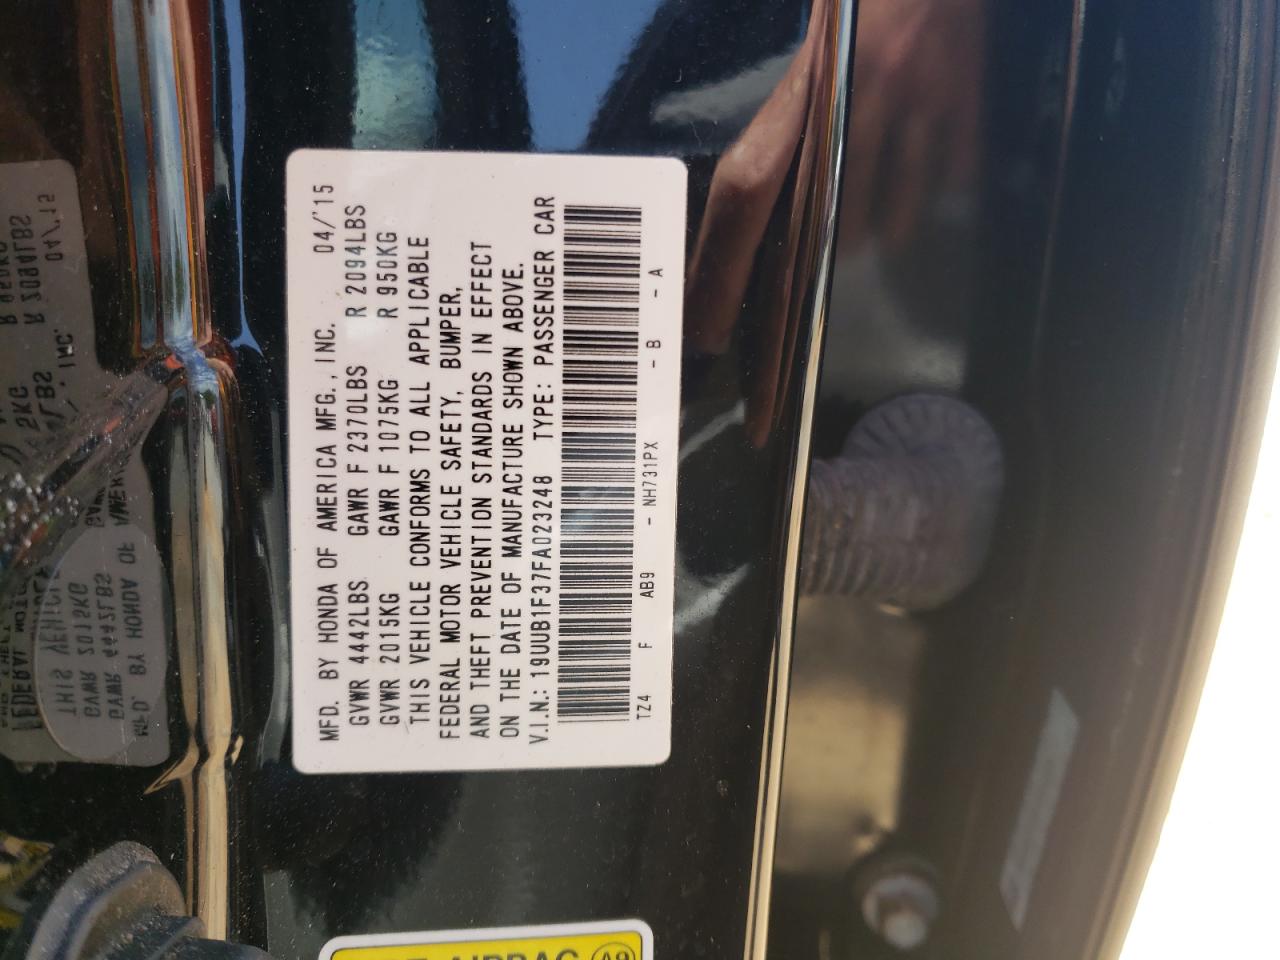 MFD. BY HONDA OF AMERICA MFG.,INC. 04/'15
GVWR 4442LBS GAWR F 2370LBS R 2094LBS
GVWR 2015KG GAWR F 1075KG R 950KG
THIS VEHICLE CONFORMS TO ALL APPLICABLE
FEDERAL MOTOR VEHICLE SAFETY, BUMPER,
AND THEFT PREVENTION STANDARDS IN EFFECT
ON THE DATE OF MANUFACTURE SHOWN ABOVE.
V.I.N.: 19UUB1F37FA023248 TYPE: PASSENGER CAR
TZ4 F AB9 - NH731PX - B - A
AIRBAG A9